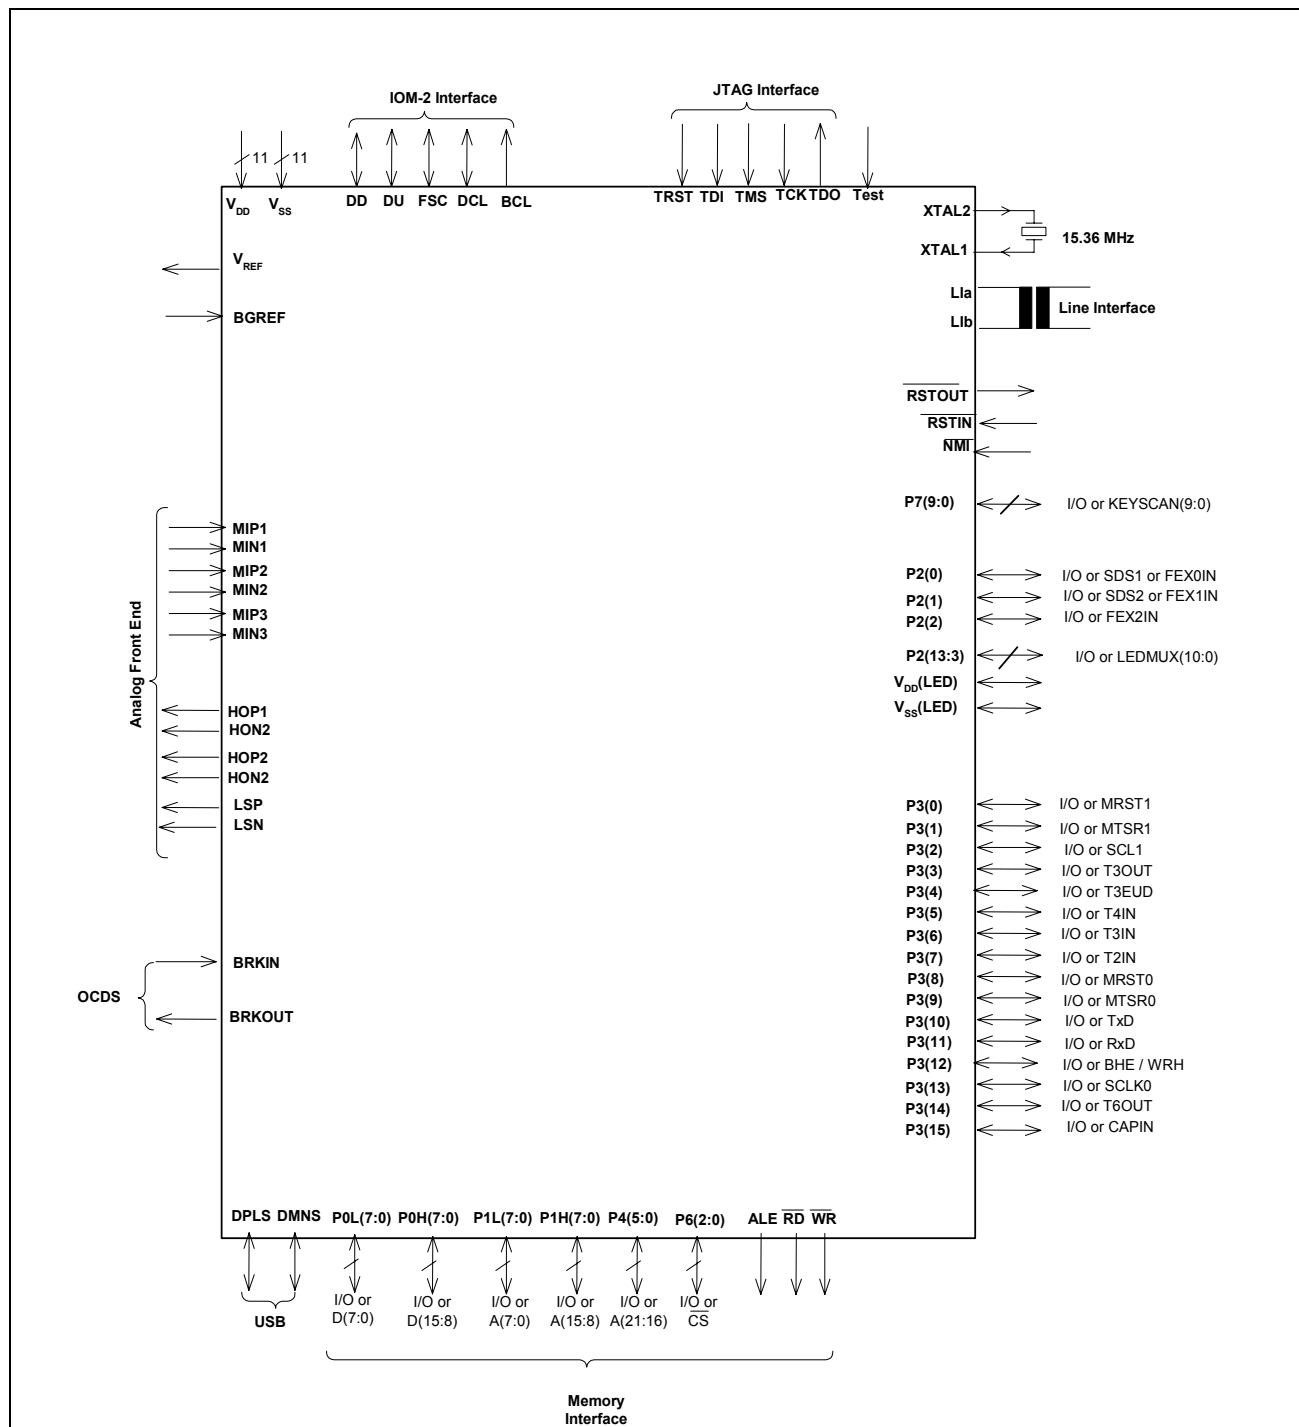 IOM-2 Interface
JTAG Interface
11 11
V_DD V_SS DD DU FSC DCL BCL TRST TDI TMS TCK TDO Test
XTAL2
15.36 MHz
XTAL1
V_REF
BGREF
LIa
Line Interface
LIb
RSTOUT
RSTIN
NMI
P7(9:0) I/O or KEYSCAN(9:0)
Analog Front End
MIP1
MIN1
MIP2
MIN2
MIP3
MIN3
HOP1
HON2
HOP2
HON2
LSP
LSN
P2(0) I/O or SDS1 or FEX0IN
P2(1) I/O or SDS2 or FEX1IN
P2(2) I/O or FEX2IN
P2(13:3) I/O or LEDMUX(10:0)
V_DD(LED)
V_SS(LED)
P3(0) I/O or MRST1
P3(1) I/O or MTSR1
P3(2) I/O or SCL1
P3(3) I/O or T3OUT
P3(4) I/O or T3EUD
P3(5) I/O or T4IN
P3(6) I/O or T3IN
P3(7) I/O or T2IN
P3(8) I/O or MRST0
P3(9) I/O or MTSR0
P3(10) I/O or TxD
P3(11) I/O or RxD
P3(12) I/O or BHE / WRH
P3(13) I/O or SCLK0
P3(14) I/O or T6OUT
P3(15) I/O or CAPIN
OCDS
BRKIN
BRKOUT
DPLS DMNS P0L(7:0) P0H(7:0) P1L(7:0) P1H(7:0) P4(5:0) P6(2:0) ALE RD WR
I/O or I/O or I/O or I/O or I/O or I/O or
D(7:0) D(15:8) A(7:0) A(15:8) A(21:16) CS
USB
Memory
Interface